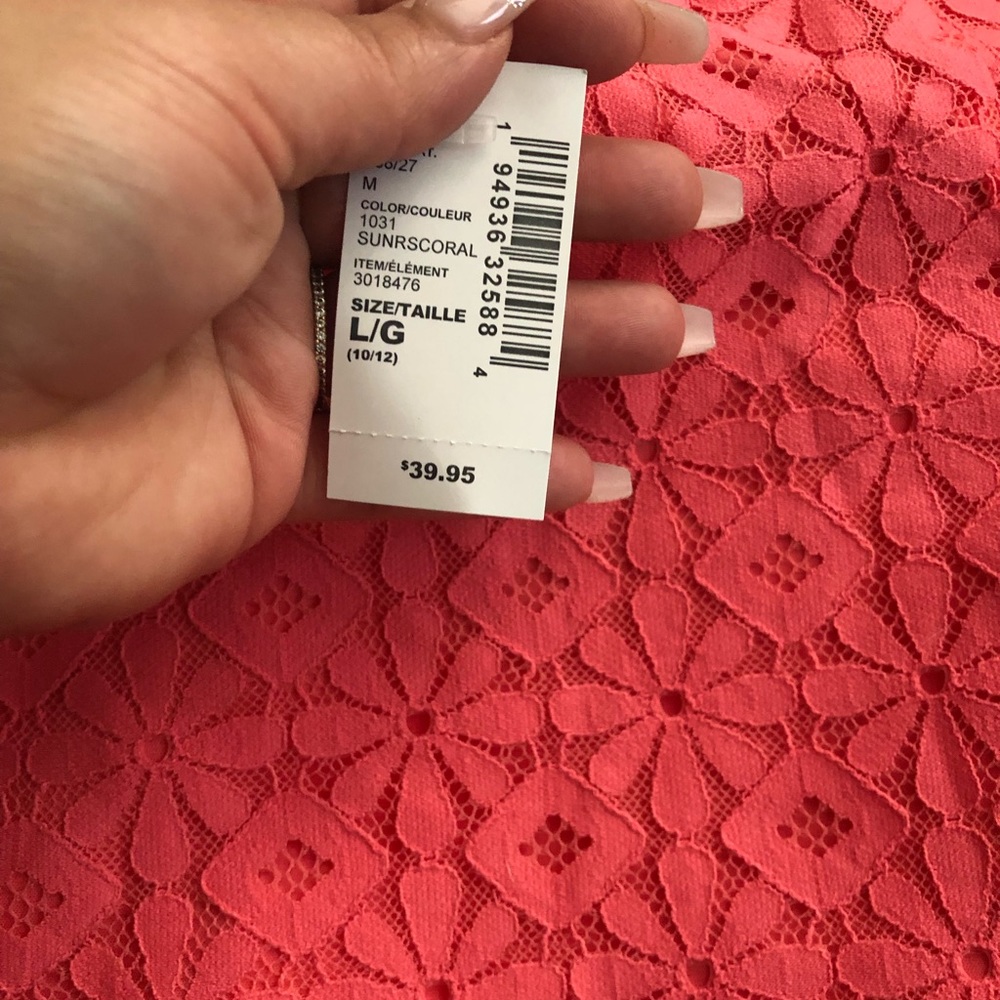 M
COLOR/COULEUR
1031
SUNRSCORAL
ITEM/ÉLÉMENT
3018476
SIZE/TAILLE
L/G
(10/12)
1 94936 32588 4
$39.95